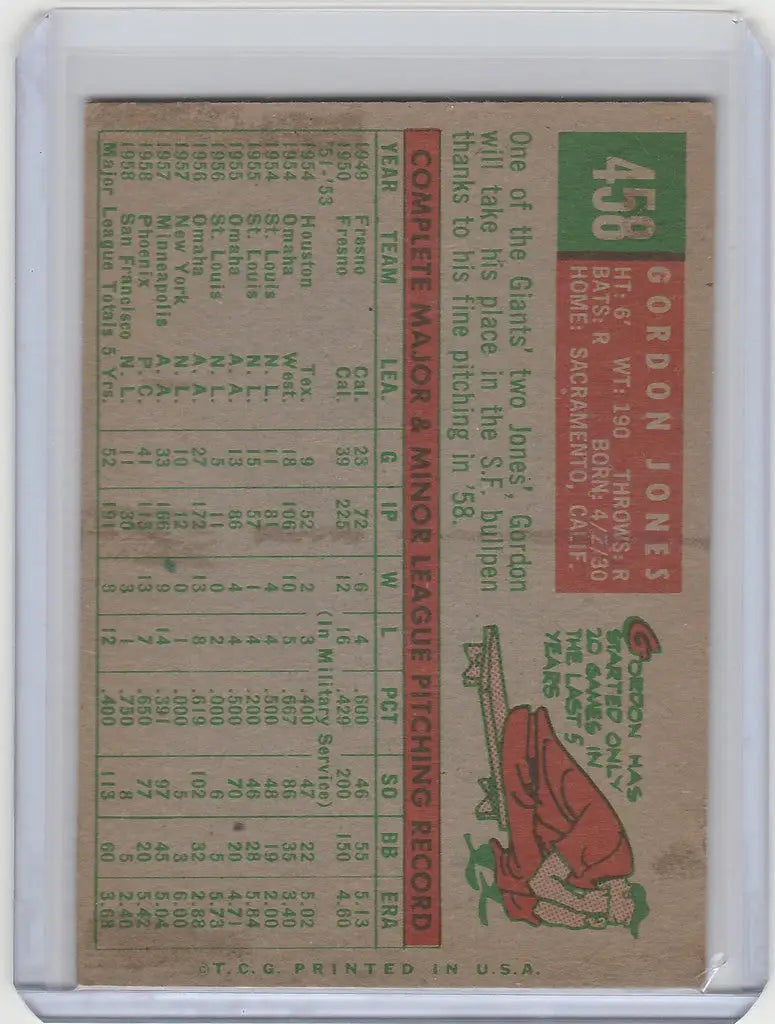 458
GORDON JONES
HT: 6' WT: 190 THROWS: R
BATS: R BORN: 4/2/30
HOME: SACRAMENTO, CALIF.
GORDON HAS
STARTED ONLY
20 GAMES IN
THE LAST 5
YEARS
One of the Giants' two Jones', Gordon
will take his place in the S.F. bullpen
thanks to his fine pitching in '58.
COMPLETE MAJOR & MINOR LEAGUE PITCHING RECORD
YEAR TEAM LEA. G IP W L PCT SO BB ERA
1949 Fresno Cal. 23 72 6 4 .600 46 55 5.13
1950 Fresno Cal. 39 225 12 16 .429 200 150 4.60
'51-'53 (In Military Service)
1954 Houston Tex. 9 52 2 3 .400 47 22 5.02
1954 Omaha West. 18 106 10 5 .667 86 35 3.40
1954 St. Louis N. L. 11 81 4 4 .500 48 19 2.00
1955 St. Louis N. L. 15 57 1 4 .200 46 28 5.84
1955 Omaha A. A. 13 86 4 4 .500 70 20 4.71
1956 St. Louis N. L. 5 11 0 2 .000 6 5 5.73
1956 Omaha A. A. 27 172 13 8 .619 102 32 2.88
1957 New York N. L. 10 12 0 1 .000 5 3 6.00
1957 Minneapolis A. A. 33 166 9 14 .391 97 45 5.04
1958 Phoenix P. C. 41 113 13 7 .650 77 20 5.42
1958 San Francisco N. L. 11 30 3 1 .750 8 5 2.40
Major League Totals 5 Yrs. 52 191 8 12 .400 113 60 3.68
©T. C. G. PRINTED IN U.S.A.